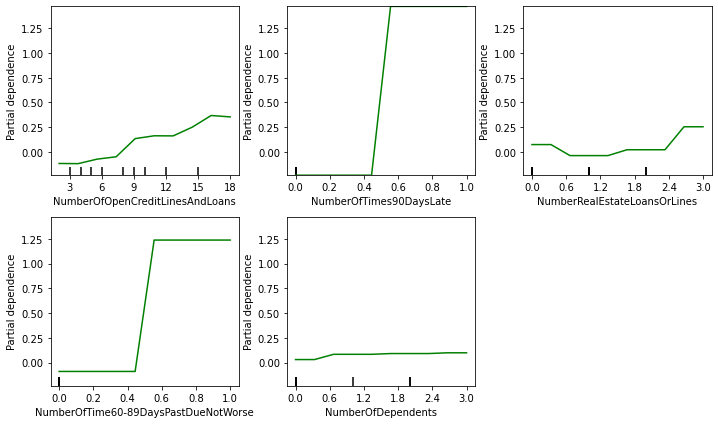 Partial dependence
1.25
1.00
0.75
0.50
0.25
0.00
3 6 9 12 15 18
NumberOfOpenCreditLinesAndLoans
Partial dependence
1.25
1.00
0.75
0.50
0.25
0.00
0.0 0.2 0.4 0.6 0.8 1.0
NumberOfTimes90DaysLate
Partial dependence
1.25
1.00
0.75
0.50
0.25
0.00
0.0 0.6 1.2 1.8 2.4 3.0
NumberRealEstateLoansOrLines
Partial dependence
1.25
1.00
0.75
0.50
0.25
0.00
0.0 0.2 0.4 0.6 0.8 1.0
NumberOfTime60-89DaysPastDueNotWorse
Partial dependence
1.25
1.00
0.75
0.50
0.25
0.00
0.0 0.6 1.2 1.8 2.4 3.0
NumberOfDependents